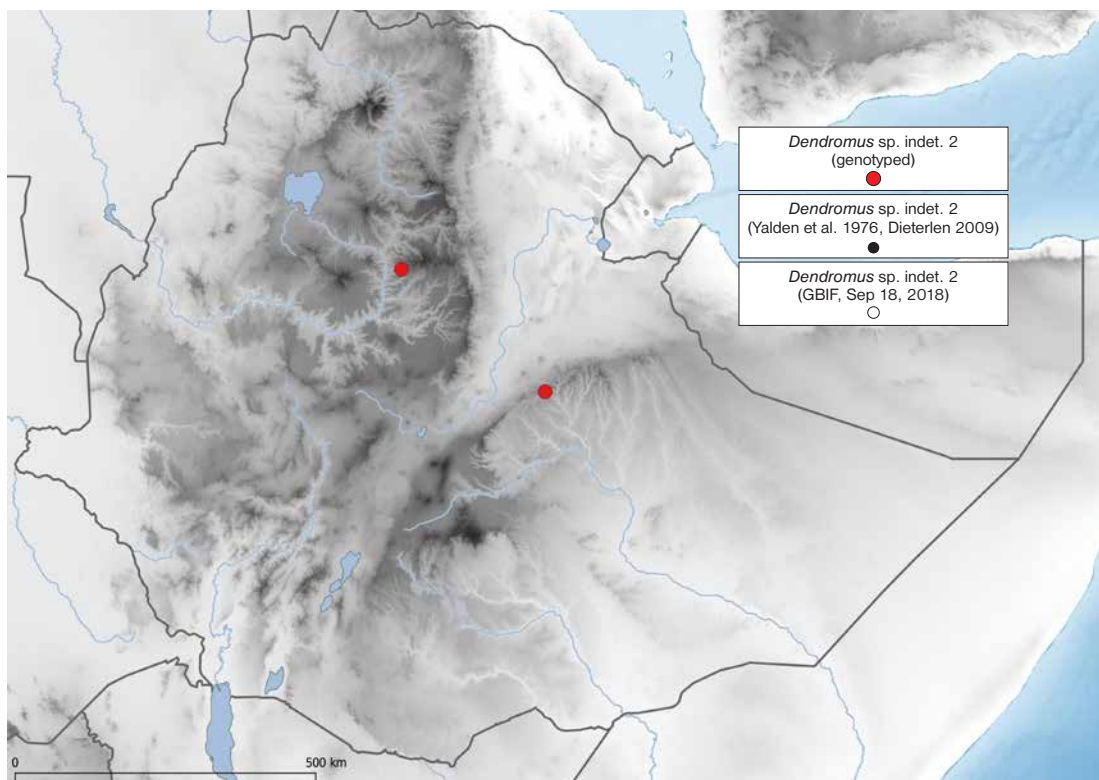 Dendromus sp. indet. 2
(genotyped)
Dendromus sp. indet. 2
(Yalden et al. 1976, Dieterlen 2009)
Dendromus sp. indet. 2
(GBIF, Sep 18, 2018)
0
500 km